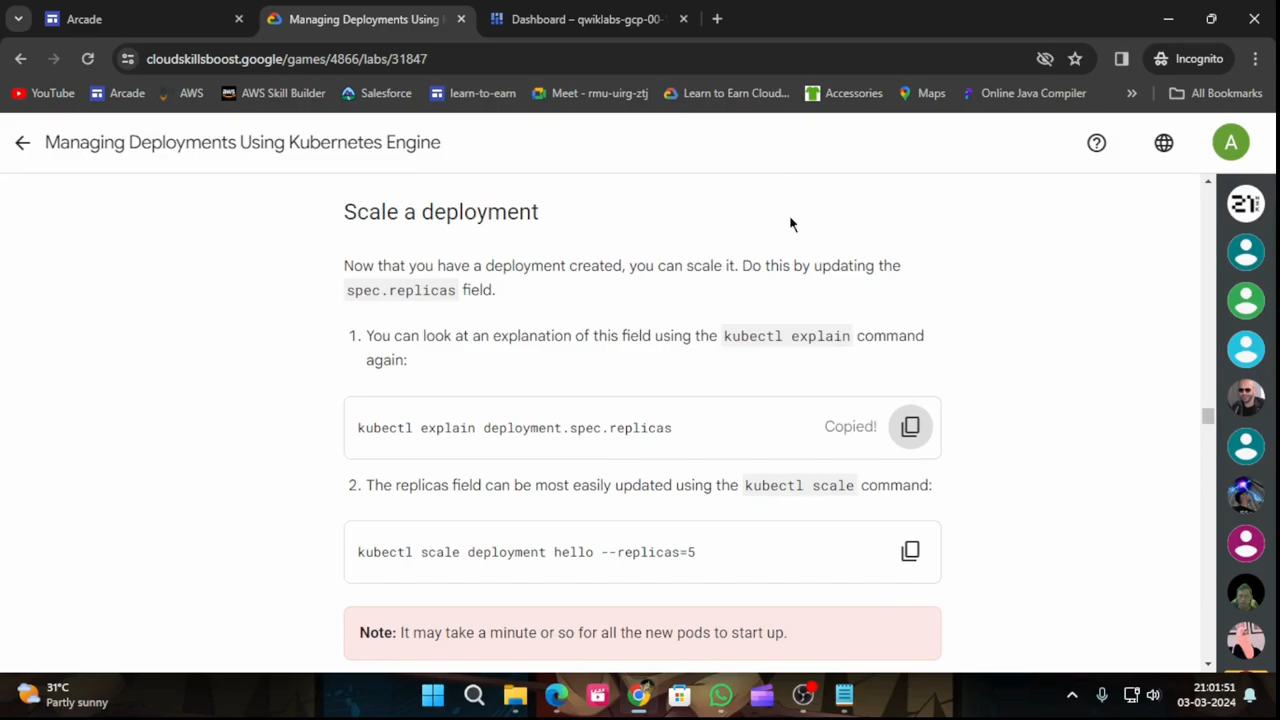 Arcade
Managing Deployments Using
Dashboard – qwiklabs-gcp-00-
cloudskillsboost.google/games/4866/labs/31847
Incognito
YouTube
Arcade
AWS
AWS Skill Builder
Salesforce
learn-to-earn
Meet - rmu-uirg-ztj
Learn to Earn Cloud...
Accessories
Maps
Online Java Compiler
All Bookmarks
Managing Deployments Using Kubernetes Engine
A
Scale a deployment
Now that you have a deployment created, you can scale it. Do this by updating the
spec.replicas field.
1. You can look at an explanation of this field using the kubectl explain command
again:
kubectl explain deployment.spec.replicas
Copied!
2. The replicas field can be most easily updated using the kubectl scale command:
kubectl scale deployment hello --replicas=5
Note: It may take a minute or so for all the new pods to start up.
31°C
Partly sunny
21:01:51
03-03-2024